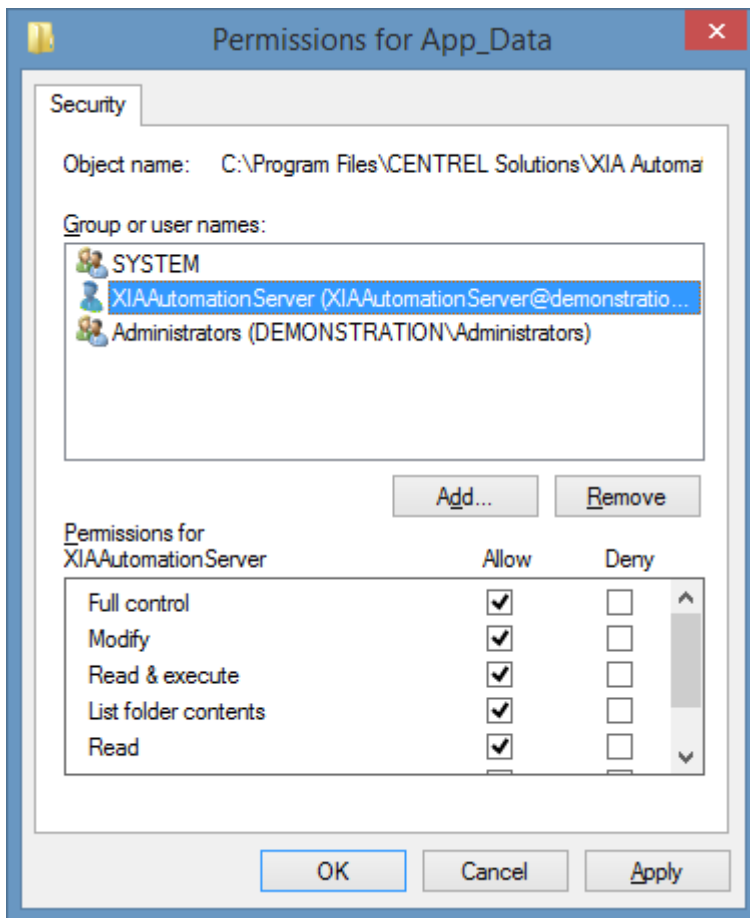 Permissions for App_Data
Security
Object name: C:\Program Files\CENTREL Solutions\XIA Automat
Group or user names:
SYSTEM
XIAAutomationServer (XIAAutomationServer@demonstratio...
Administrators (DEMONSTRATION\Administrators)
Add... Remove
Permissions for
XIAAutomationServer Allow Deny
Full control
Modify
Read & execute
List folder contents
Read
OK Cancel Apply